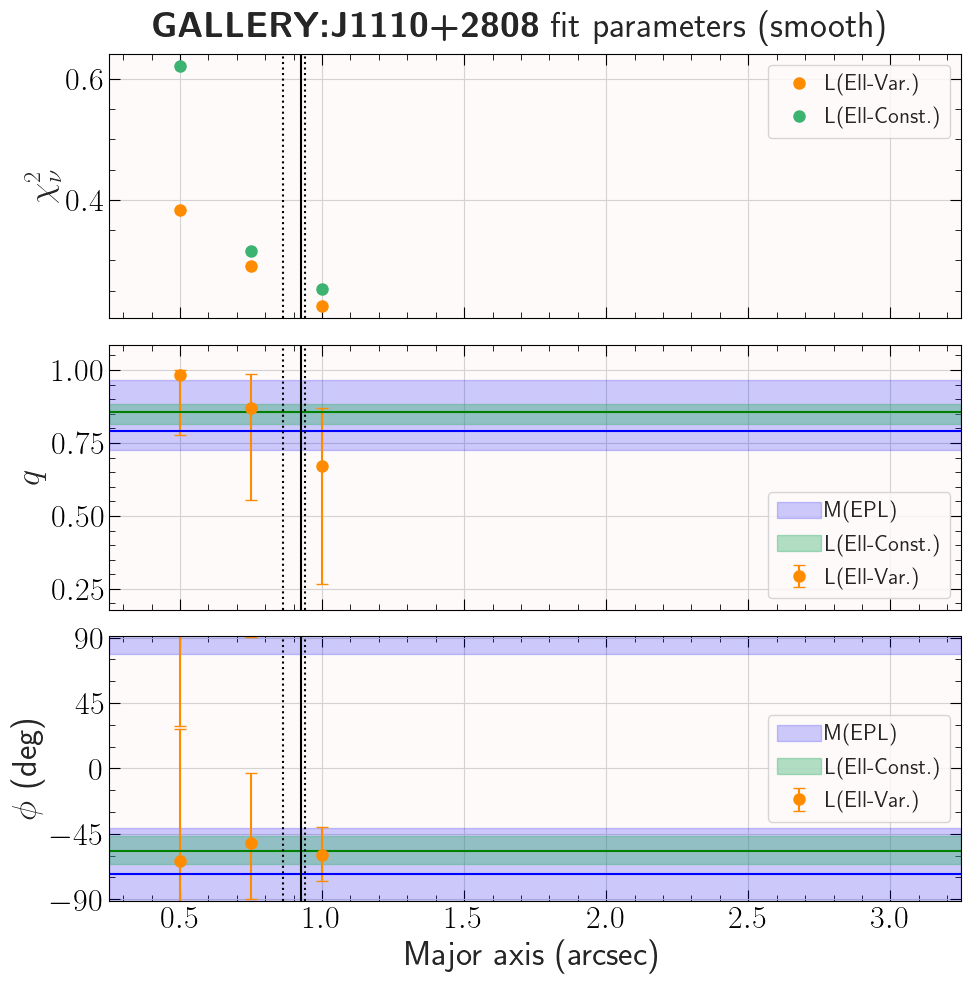 GALLERY:J1110+2808 fit parameters (smooth)
0.6
0.4
χ²ᵥ
L(Ell-Var.)
L(Ell-Const.)
1.00
0.75
0.50
0.25
q
M(EPL)
L(Ell-Const.)
L(Ell-Var.)
90
45
0
−45
−90
ϕ (deg)
M(EPL)
L(Ell-Const.)
L(Ell-Var.)
0.5 1.0 1.5 2.0 2.5 3.0
Major axis (arcsec)